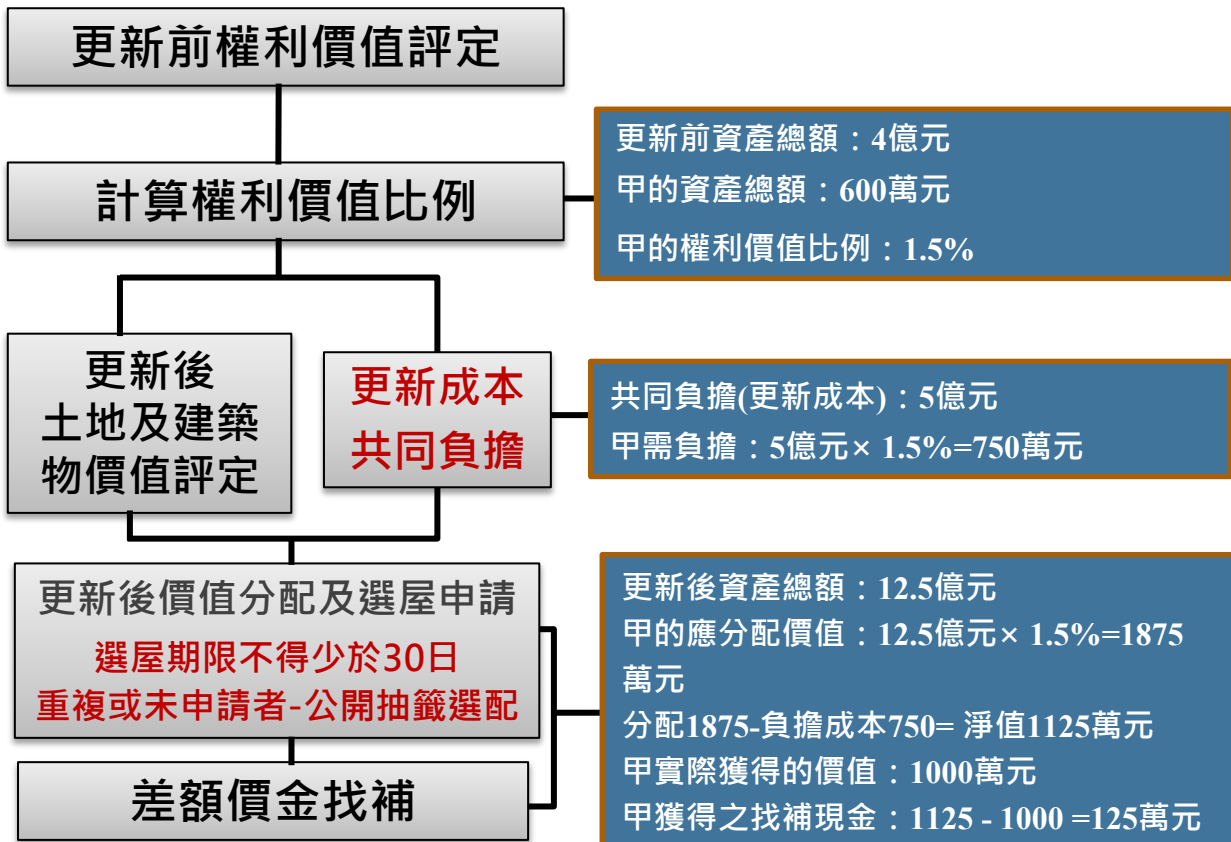 更新前權利價值評定
計算權利價值比例
更新前資產總額：4億元
甲的資產總額：600萬元
甲的權利價值比例：1.5%
更新後
土地及建築
物價值評定
更新成本
共同負擔
共同負擔(更新成本)：5億元
甲需負擔：5億元× 1.5%=750萬元
更新後價值分配及選屋申請
選屋期限不得少於30日
重複或未申請者-公開抽籤選配
差額價金找補
更新後資產總額：12.5億元
甲的應分配價值：12.5億元× 1.5%=1875
萬元
分配1875-負擔成本750= 淨值1125萬元
甲實際獲得的價值：1000萬元
甲獲得之找補現金：1125 - 1000 =125萬元